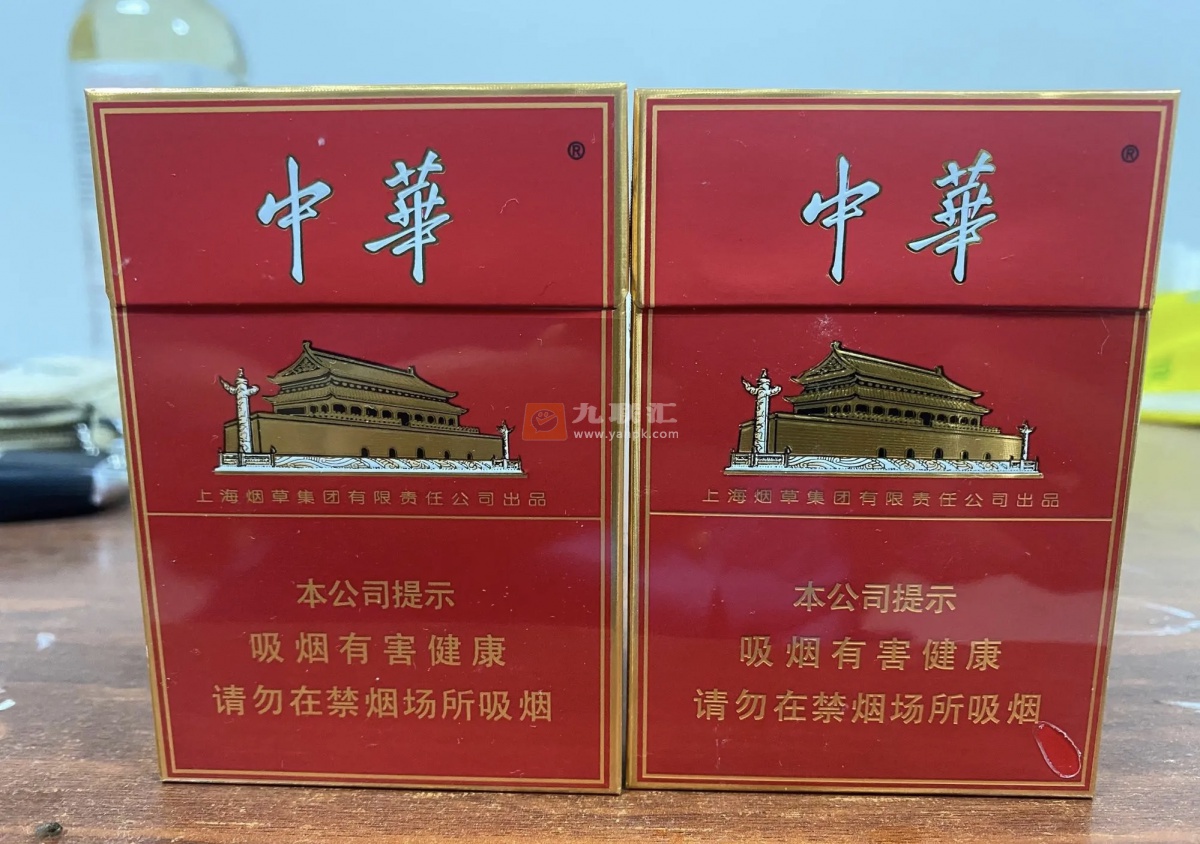 中華
®
上海烟草集团有限责任公司出品
本公司提示
吸烟有害健康
请勿在禁烟场所吸烟
中華
®
上海烟草集团有限责任公司出品
本公司提示
吸烟有害健康
请勿在禁烟场所吸烟
九联汇
www.yanpk.com